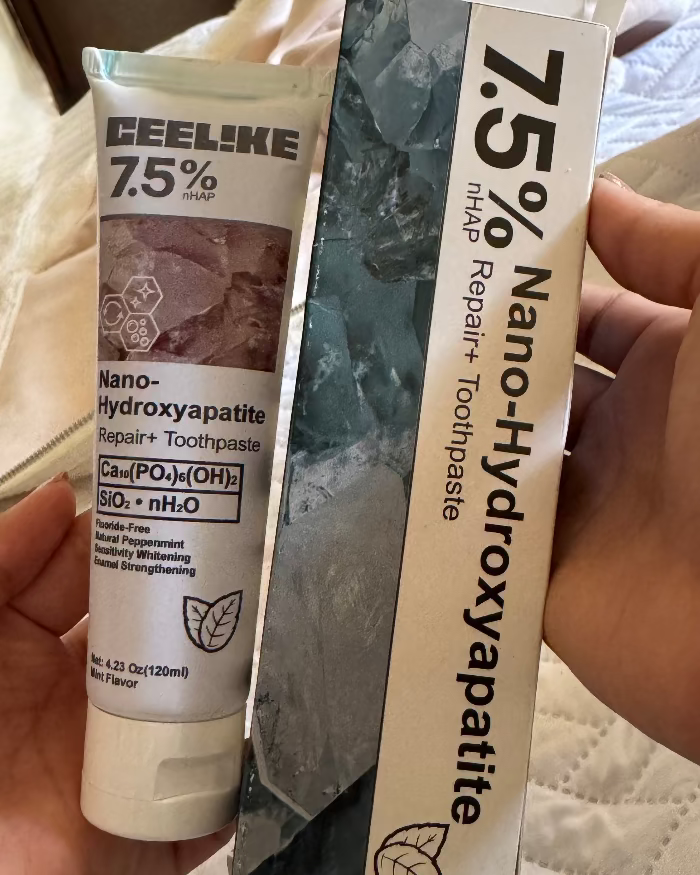 CEELIKE
7.5%
nHAP
Nano-
Hydroxyapatite
Repair+ Toothpaste
Ca₁₀(PO₄)₆(OH)₂
SiO₂ • nH₂O
Fluoride-Free
Natural Peppermint
Sensitivity Whitening
Enamel Strengthening
Net: 4.23 Oz(120ml)
Mint Flavor
7.5% Nano-Hydroxyapatite
nHAP Repair+ Toothpaste